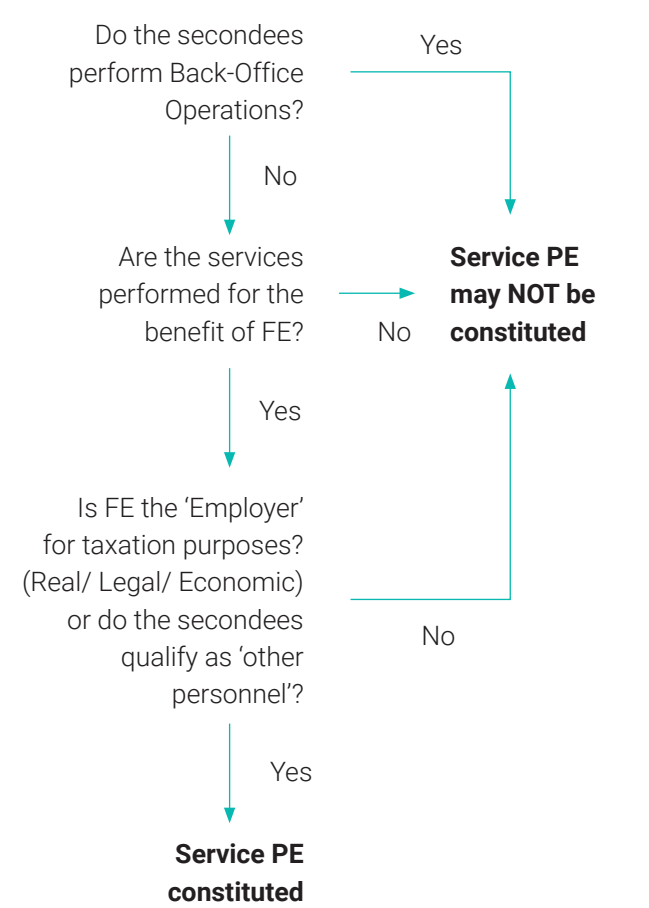 Do the secondees
perform Back-Office
Operations?
Yes
No
Are the services
performed for the
benefit of FE?
No
Service PE
may NOT be
constituted
Yes
Is FE the ‘Employer’
for taxation purposes?
(Real/ Legal/ Economic)
or do the secondees
qualify as ‘other
personnel’?
No
Yes
Service PE
constituted